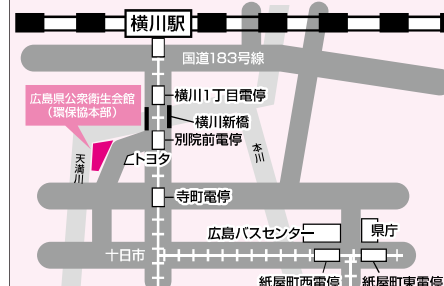 横川駅
国道183号線
広島県公衆衛生会館
(環保協本部)
横川1丁目電停
横川新橋
別院前電停
トヨタ
天満川
本川
寺町電停
広島バスセンター
県庁
十日市
紙屋町西電停
紙屋町東電停